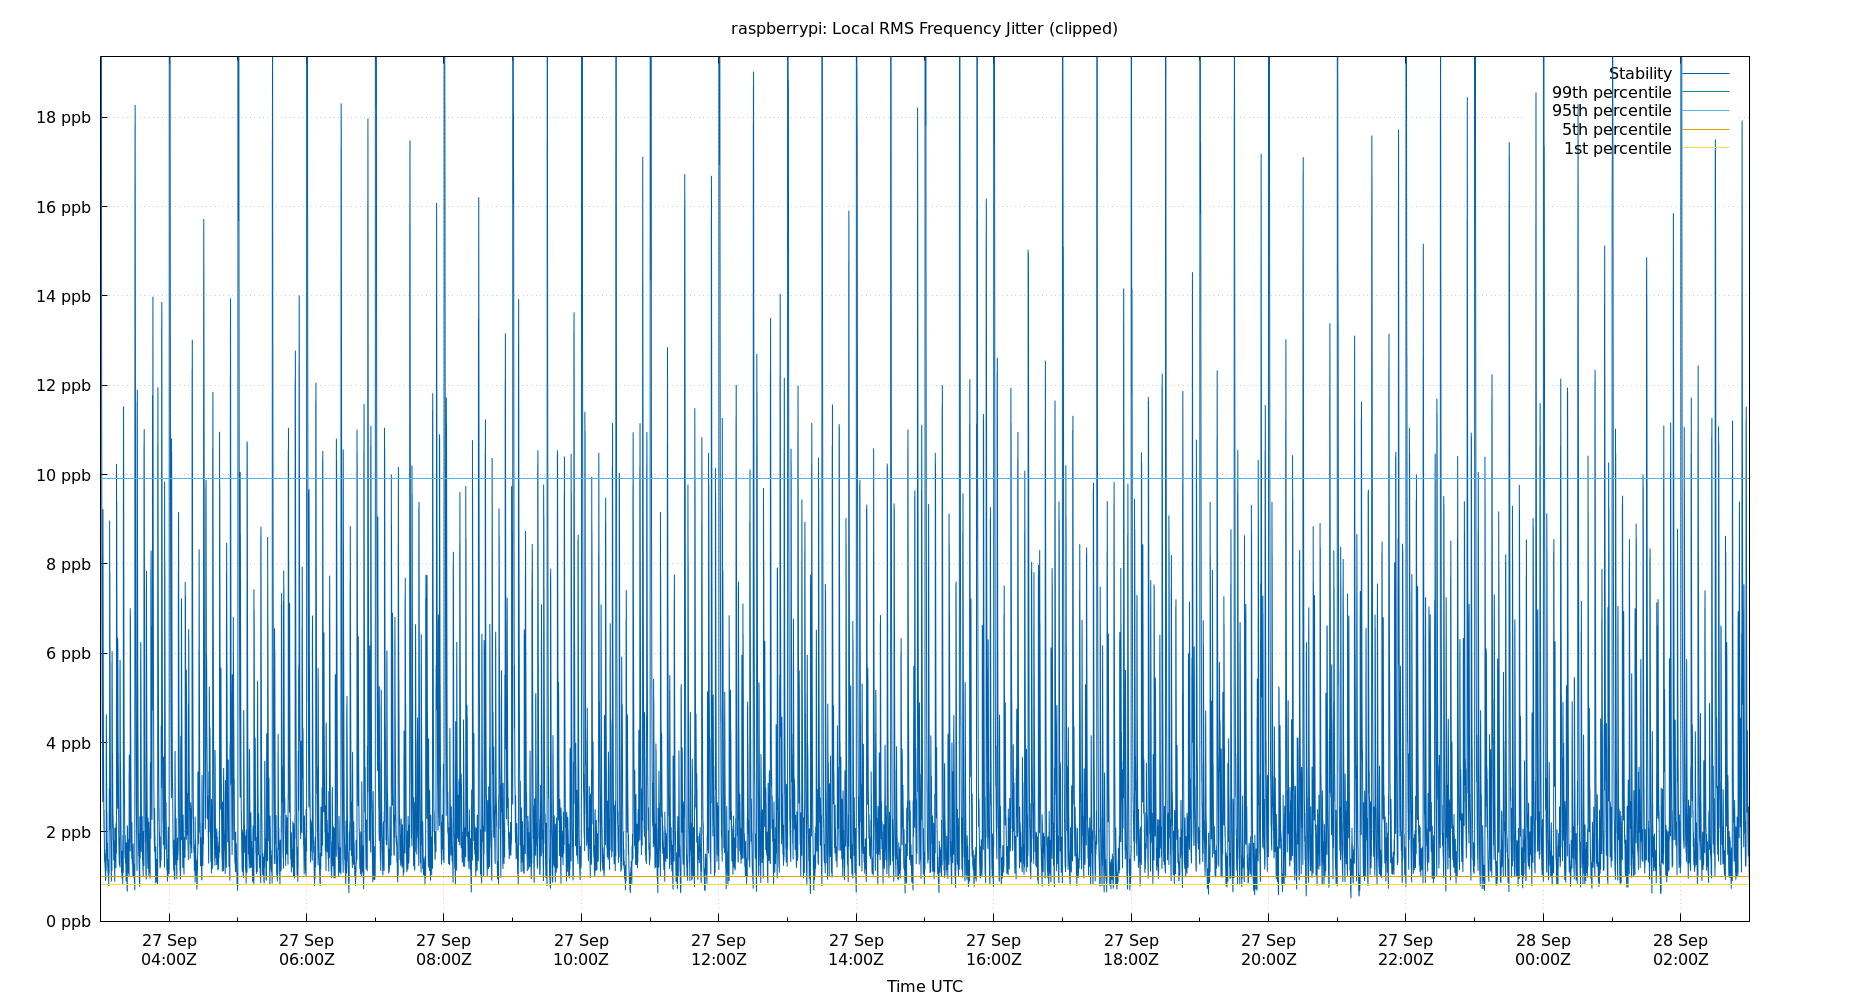 raspberrypi: Local RMS Frequency Jitter (clipped)
Stability
99th percentile
95th percentile
5th percentile
1st percentile
18 ppb
16 ppb
14 ppb
12 ppb
10 ppb
8 ppb
6 ppb
4 ppb
2 ppb
0 ppb
27 Sep 27 Sep 27 Sep 27 Sep 27 Sep 27 Sep 27 Sep 27 Sep 27 Sep 27 Sep 28 Sep 28 Sep
04:00Z 06:00Z 08:00Z 10:00Z 12:00Z 14:00Z 16:00Z 18:00Z 20:00Z 22:00Z 00:00Z 02:00Z
Time UTC